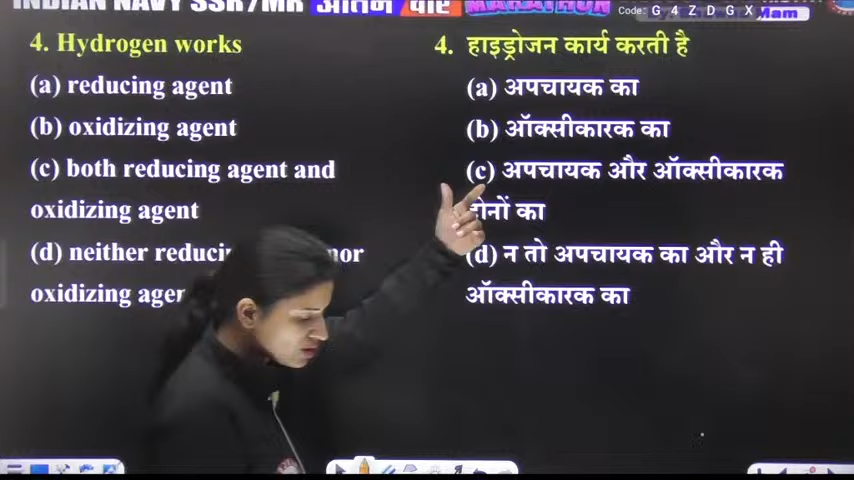 INDIAN NAVY SSR/MR अंतिम वार MARATHON Code: G 4 Z D G X Mam
4. Hydrogen works
(a) reducing agent
(b) oxidizing agent
(c) both reducing agent and
oxidizing agent
(d) neither nor
oxidizing
4. हाइड्रोजन कार्य करती है
(a) अपचायक का
(b) ऑक्सीकारक का
(c) अपचायक और ऑक्सीकारक
दोनों का
(d) न तो अपचायक का और न ही
ऑक्सीकारक का